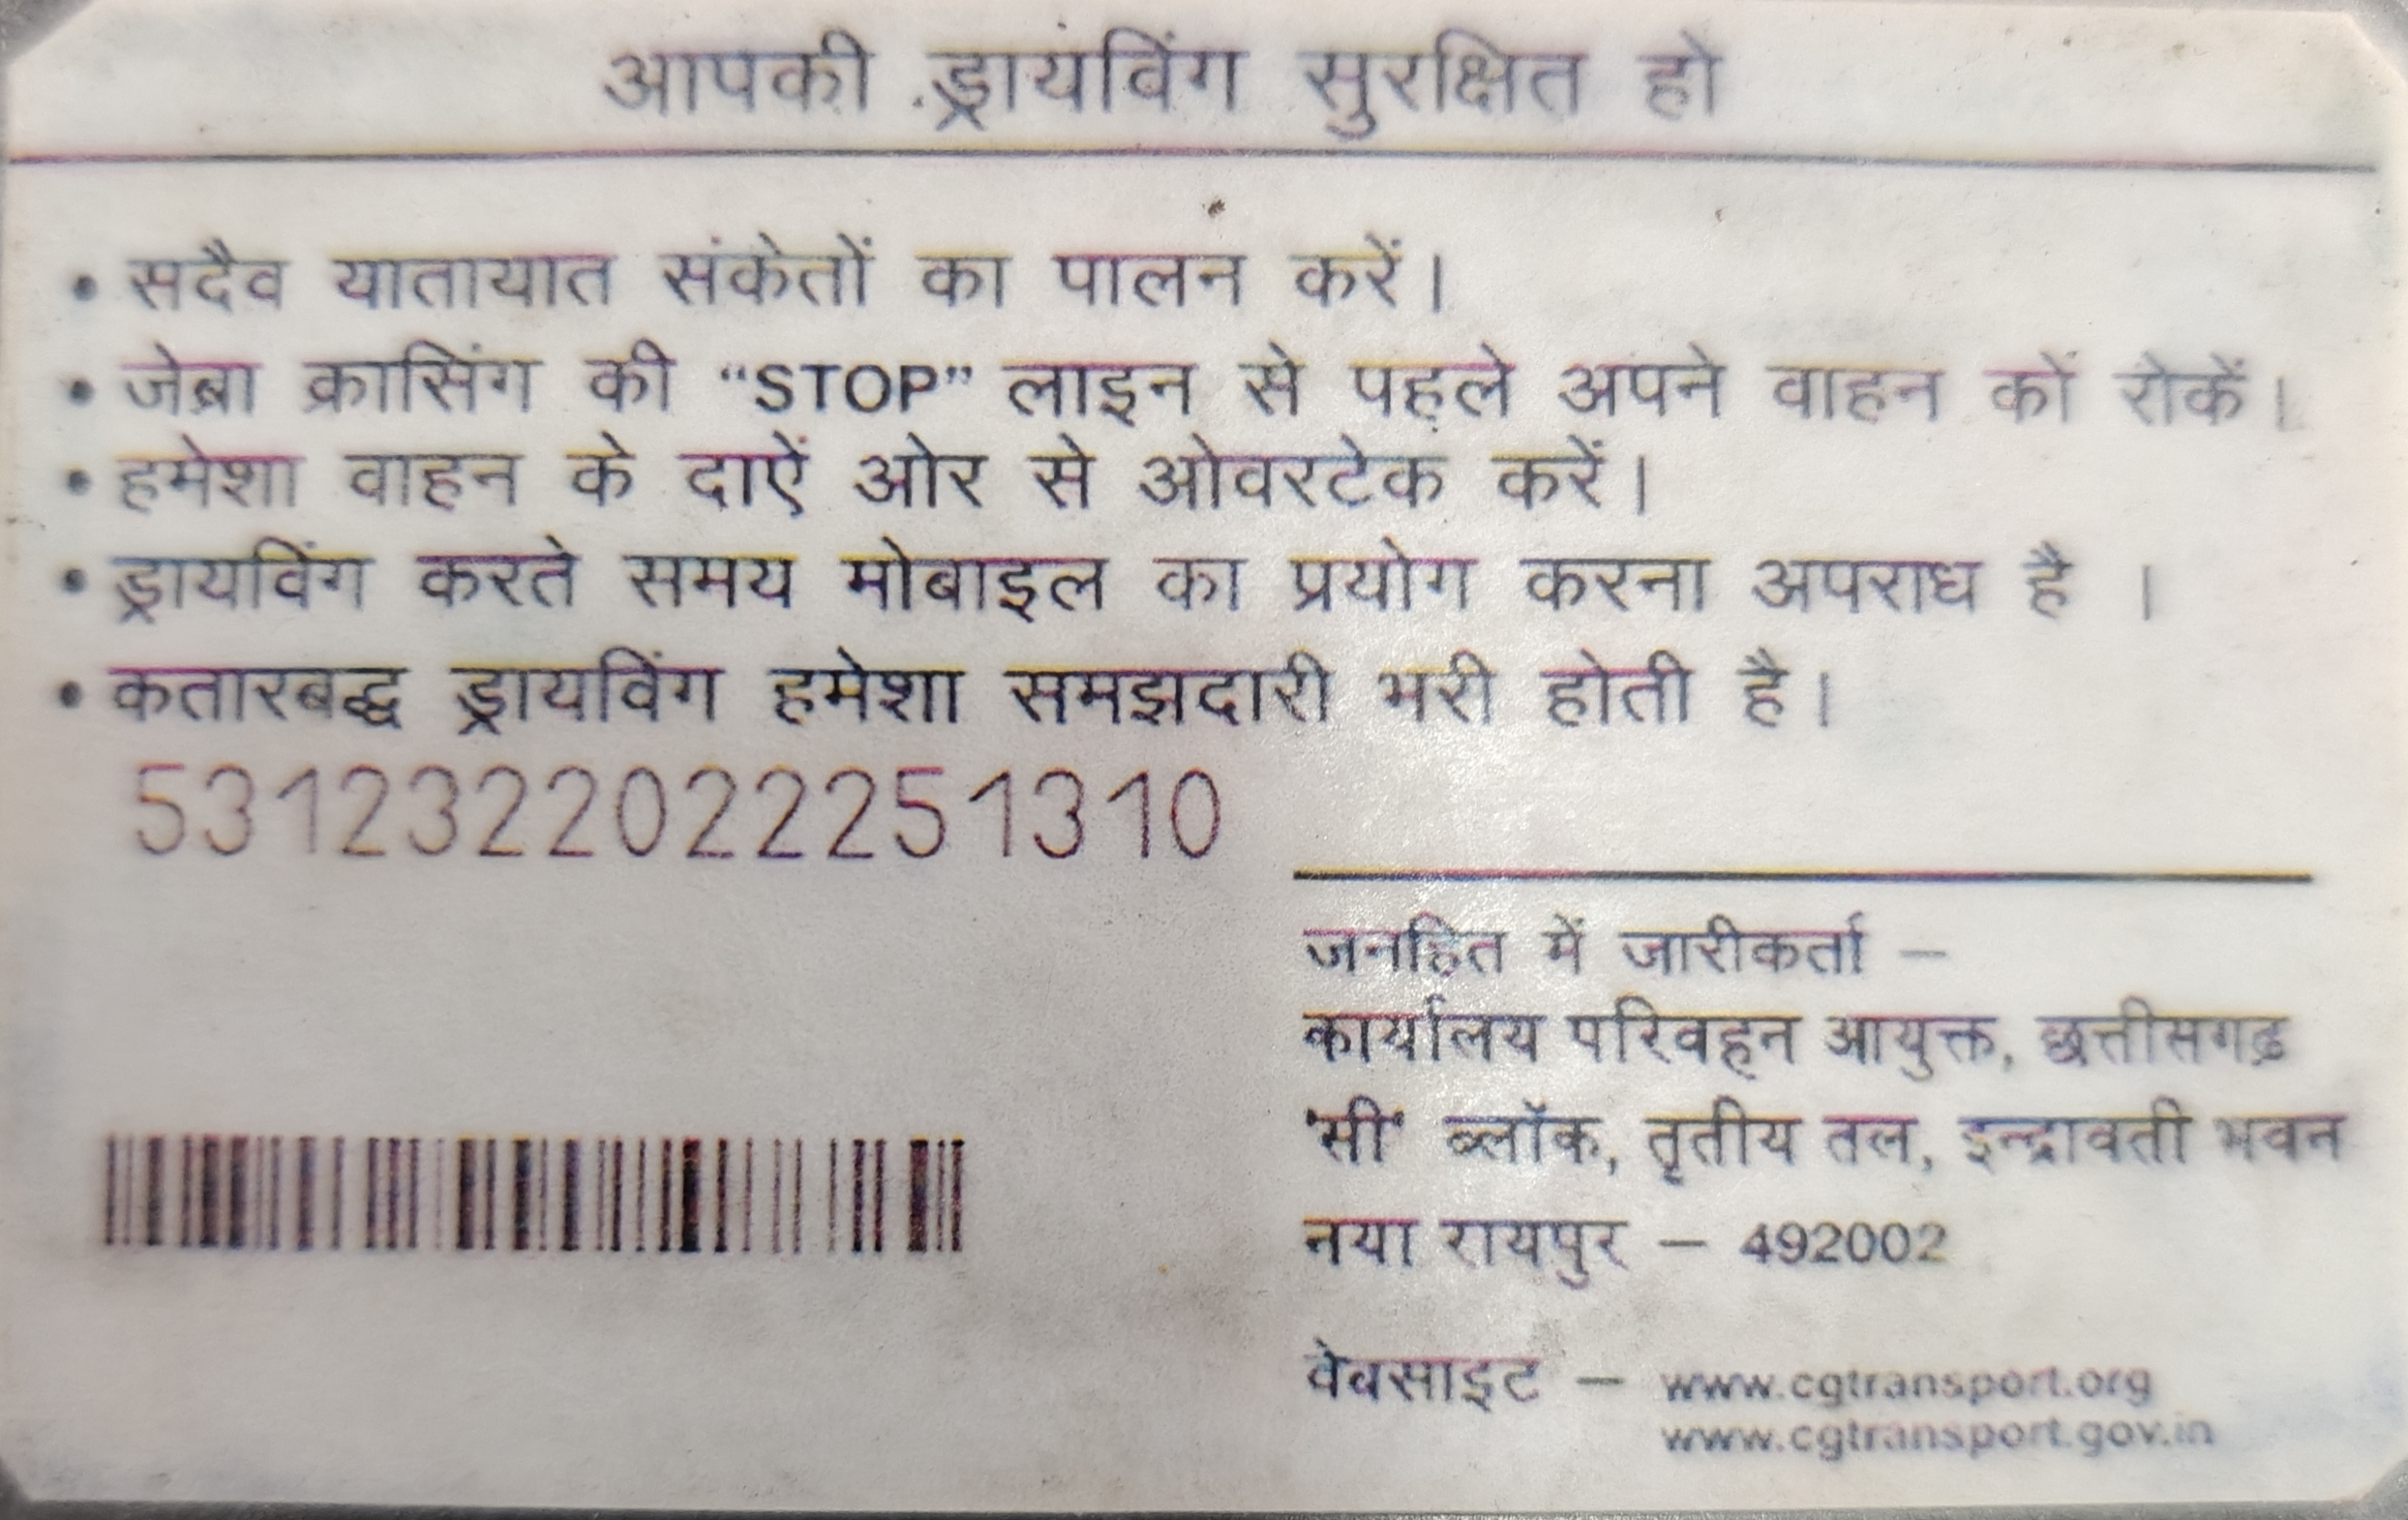 आपकी ड्रायविंग सुरक्षित हो
• सदैव यातायात संकेतों का पालन करें।
• जेब्रा क्रासिंग की “STOP” लाइन से पहले अपने वाहन कों रोकें।
• हमेशा वाहन के दाऐं ओर से ओवरटेक करें।
• ड्रायविंग करते समय मोबाइल का प्रयोग करना अपराध है ।
• कतारबद्ध ड्रायविंग हमेशा समझदारी भरी होती है।
5312322022251310
जनहित में जारीकर्ता –
कार्यालय परिवहन आयुक्त, छत्तीसगढ़
'सी' ब्लॉक, तृतीय तल, इन्द्रावती भवन
नया रायपुर – 492002
वेबसाइट – www.cgtransport.org
www.cgtransport.gov.in